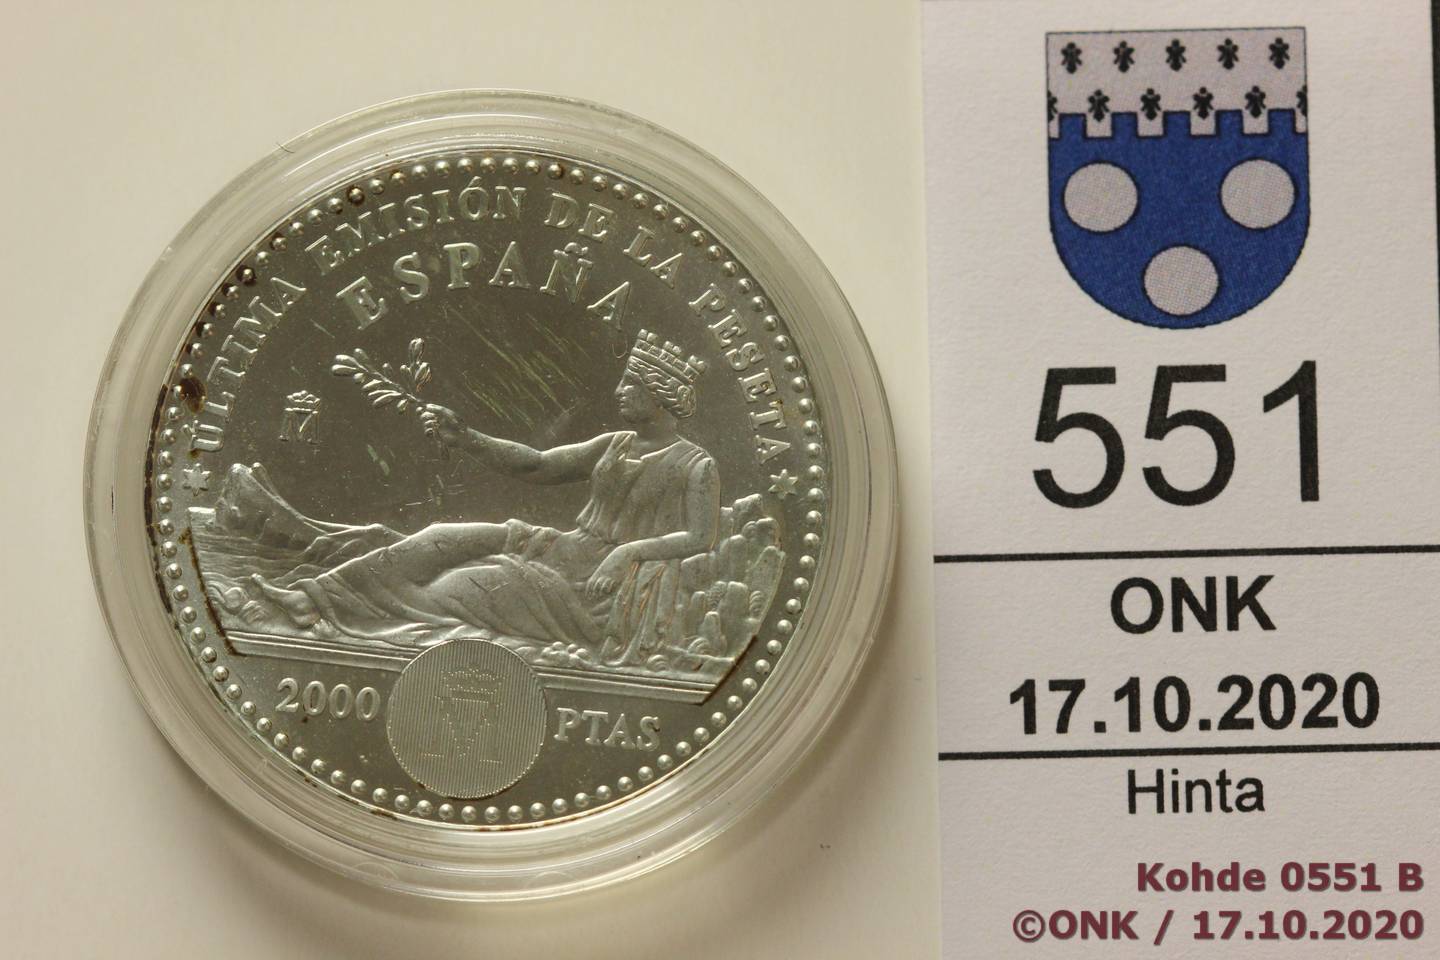 ÚLTIMA EMISIÓN DE LA PESETA
ESPAÑA
M
2000 PTAS
M
551
ONK
17.10.2020
Hinta
Kohde 0551 B
©ONK / 17.10.2020